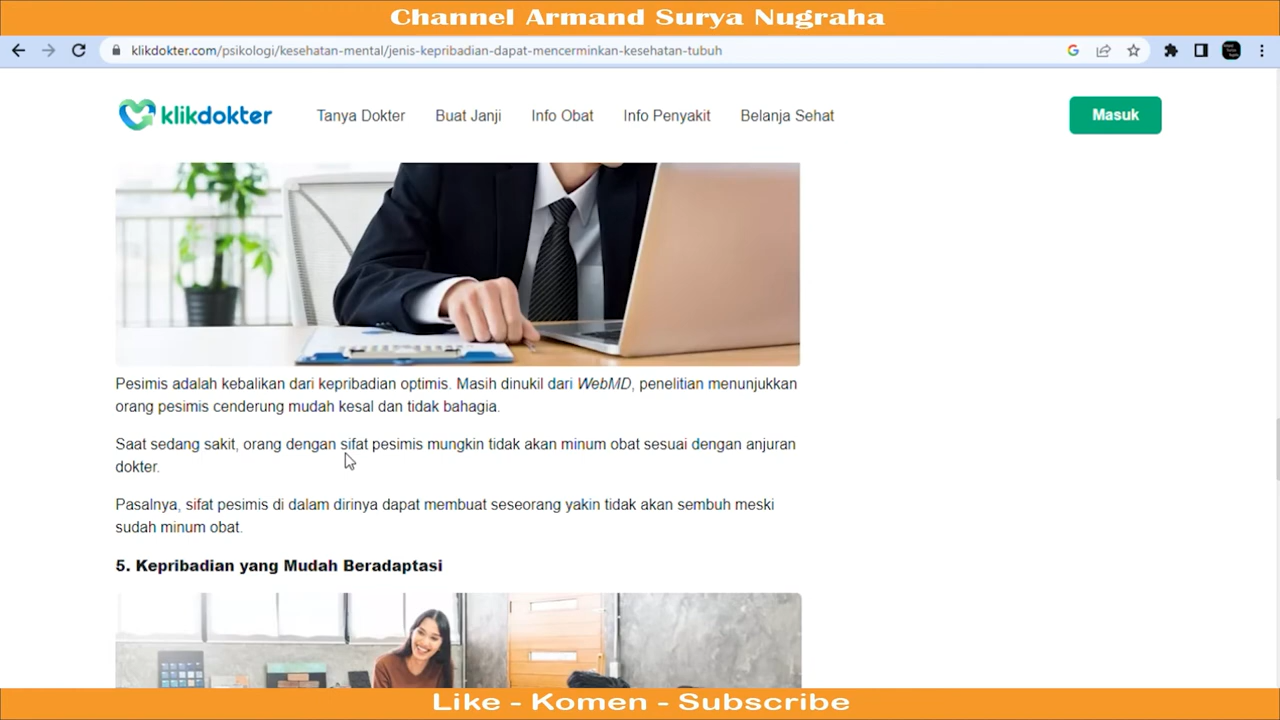 Channel Armand Surya Nugraha
klikdokter.com/psikologi/kesehatan-mental/jenis-kepribadian-dapat-mencerminkan-kesehatan-tubuh
klikdokter
Tanya Dokter
Buat Janji
Info Obat
Info Penyakit
Belanja Sehat
Masuk
Pesimis adalah kebalikan dari kepribadian optimis. Masih dinukil dari WebMD, penelitian menunjukkan
orang pesimis cenderung mudah kesal dan tidak bahagia.
Saat sedang sakit, orang dengan sifat pesimis mungkin tidak akan minum obat sesuai dengan anjuran
dokter.
Pasalnya, sifat pesimis di dalam dirinya dapat membuat seseorang yakin tidak akan sembuh meski
sudah minum obat.
5. Kepribadian yang Mudah Beradaptasi
Like - Komen - Subscribe